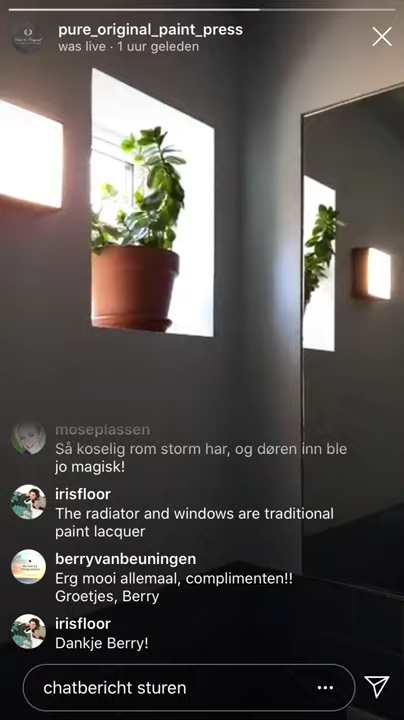 pure_original_paint_press
was live · 1 uur geleden
moseplassen
Så koselig rom storm har, og døren inn ble
jo magisk!
irisfloor
The radiator and windows are traditional
paint lacquer
berryvanbeuningen
Erg mooi allemaal, complimenten!!
Groetjes, Berry
irisfloor
Dankje Berry!
chatbericht sturen